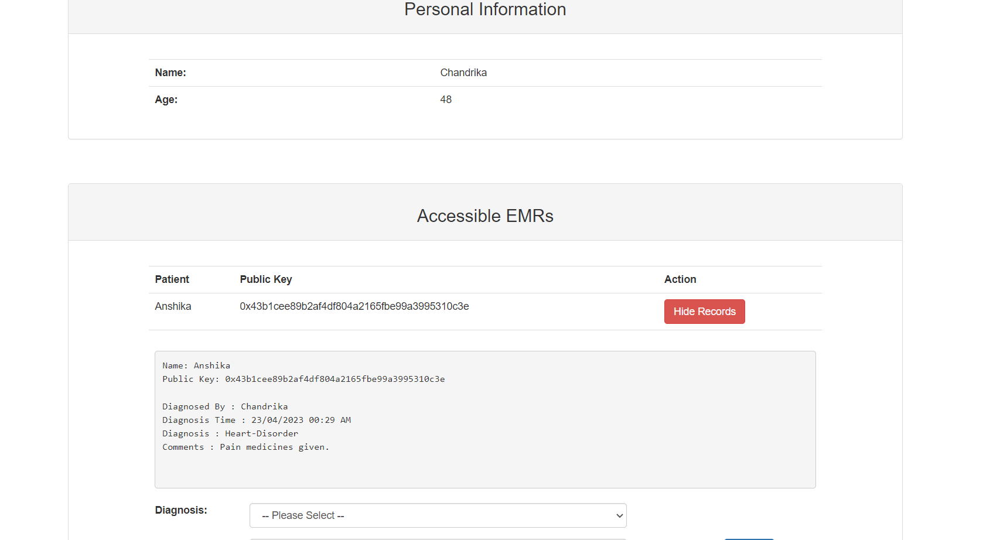 Personal Information
Name: Chandrika
Age: 48
Accessible EMRs
Patient Public Key Action
Anshika 0x43b1cee89b2af4df804a2165fbe99a3995310c3e Hide Records
Name: Anshika
Public Key: 0x43b1cee89b2af4df804a2165fbe99a3995310c3e
Diagnosed By : Chandrika
Diagnosis Time : 23/04/2023 00:29 AM
Diagnosis : Heart-Disorder
Comments : Pain medicines given.
Diagnosis: -- Please Select --